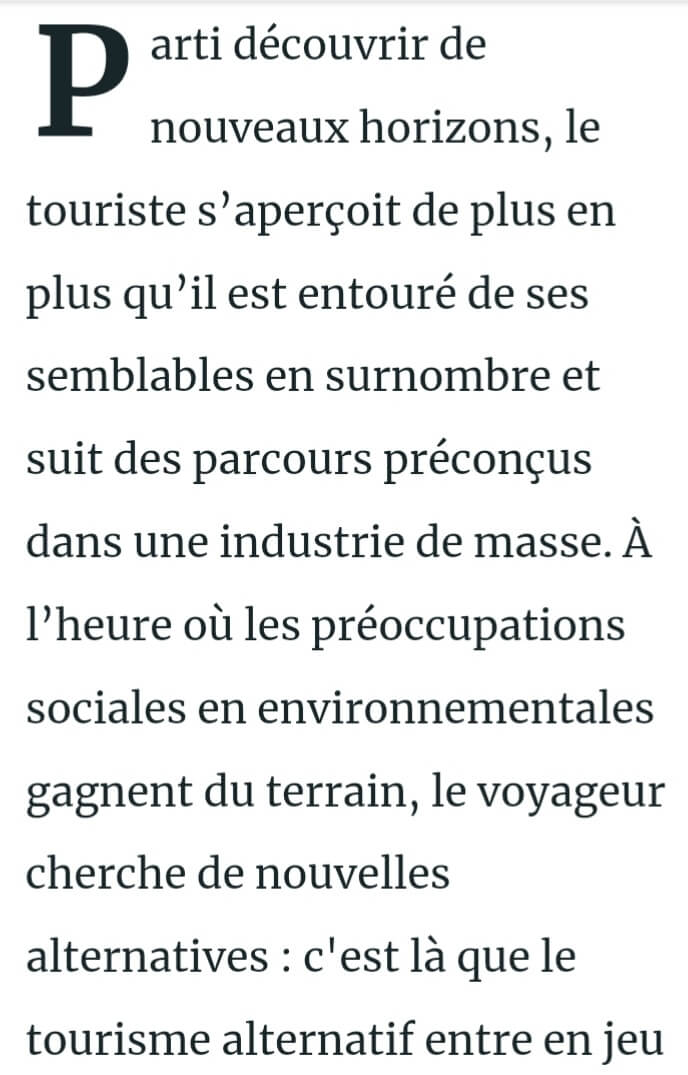 Parti découvrir de
nouveaux horizons, le
touriste s’aperçoit de plus en
plus qu’il est entouré de ses
semblables en surnombre et
suit des parcours préconçus
dans une industrie de masse. À
l’heure où les préoccupations
sociales en environnementales
gagnent du terrain, le voyageur
cherche de nouvelles
alternatives : c'est là que le
tourisme alternatif entre en jeu